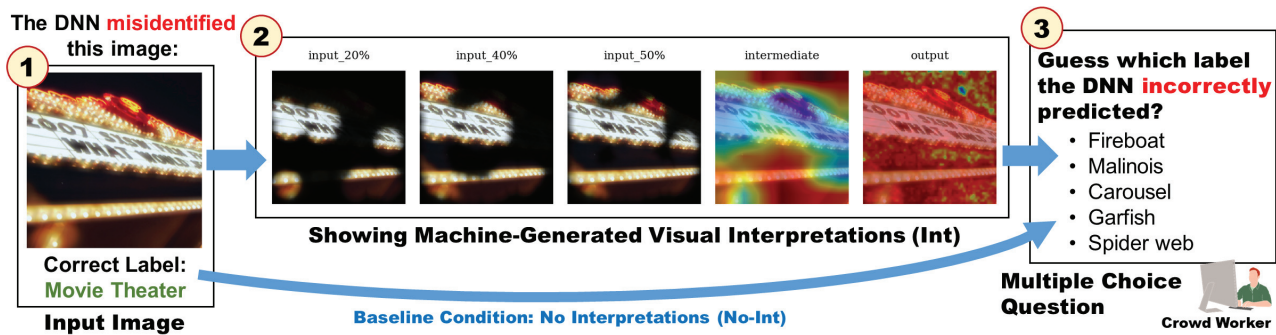 The DNN misidentified
this image:
1
Correct Label:
Movie Theater
Input Image
2
input_20%
input_40%
input_50%
intermediate
output
Showing Machine-Generated Visual Interpretations (Int)
Baseline Condition: No Interpretations (No-Int)
3
Guess which label
the DNN incorrectly
predicted?
• Fireboat
• Malinois
• Carousel
• Garfish
• Spider web
Multiple Choice
Question
Crowd Worker